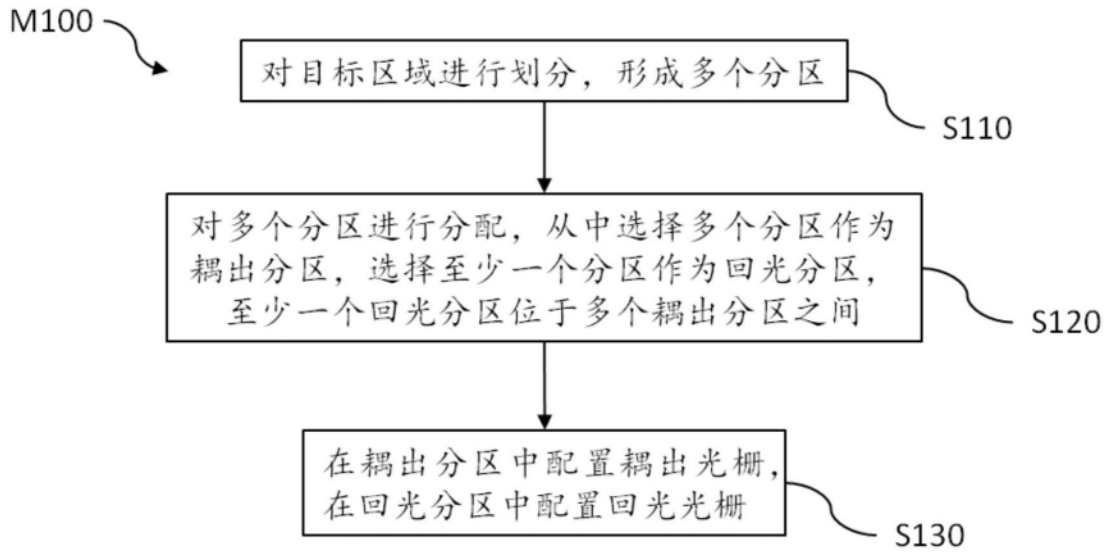 M100
对目标区域进行划分，形成多个分区
S110
对多个分区进行分配，从中选择多个分区作为
耦出分区，选择至少一个分区作为回光分区，
至少一个回光分区位于多个耦出分区之间
S120
在耦出分区中配置耦出光栅，
在回光分区中配置回光光栅
S130